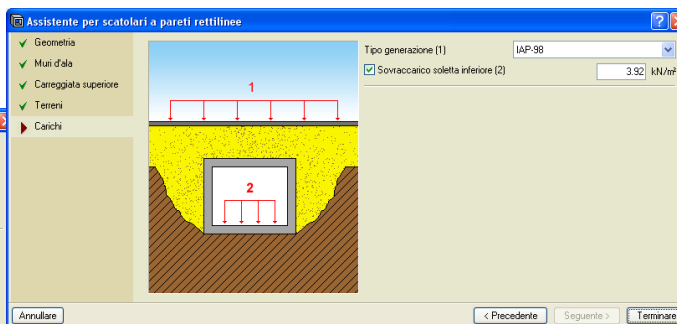 Assistente per scatolari a pareti rettilinee
Geometria
Muri d'ala
Carreggiata superiore
Terreni
Carichi
1
2
Tipo generazione (1) IAP-98
Sovraccarico soletta inferiore (2) 3.92 kN/m²
Annullare < Precedente Seguente > Terminare